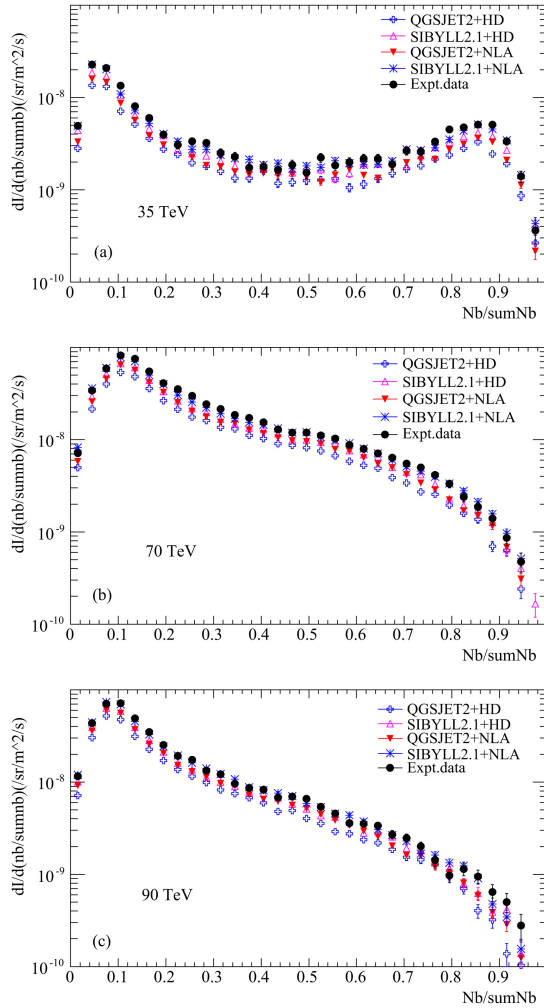 dI/d(nb/sumnb)(/sr/m^2/s)
QGSJET2+HD
SIBYLL2.1+HD
QGSJET2+NLA
SIBYLL2.1+NLA
Expt.data
10^-8
10^-9
35 TeV
(a)
10^-10
0 0.1 0.2 0.3 0.4 0.5 0.6 0.7 0.8 0.9
Nb/sumNb
dI/d(nb/sumnb)(/sr/m^2/s)
QGSJET2+HD
SIBYLL2.1+HD
QGSJET2+NLA
SIBYLL2.1+NLA
Expt.data
10^-8
10^-9
70 TeV
(b)
10^-10
0 0.1 0.2 0.3 0.4 0.5 0.6 0.7 0.8 0.9
Nb/sumNb
dI/d(nb/sumnb)(/sr/m^2/s)
QGSJET2+HD
SIBYLL2.1+HD
QGSJET2+NLA
SIBYLL2.1+NLA
Expt.data
10^-8
10^-9
90 TeV
(c)
10^-10
0 0.1 0.2 0.3 0.4 0.5 0.6 0.7 0.8 0.9
Nb/sumNb